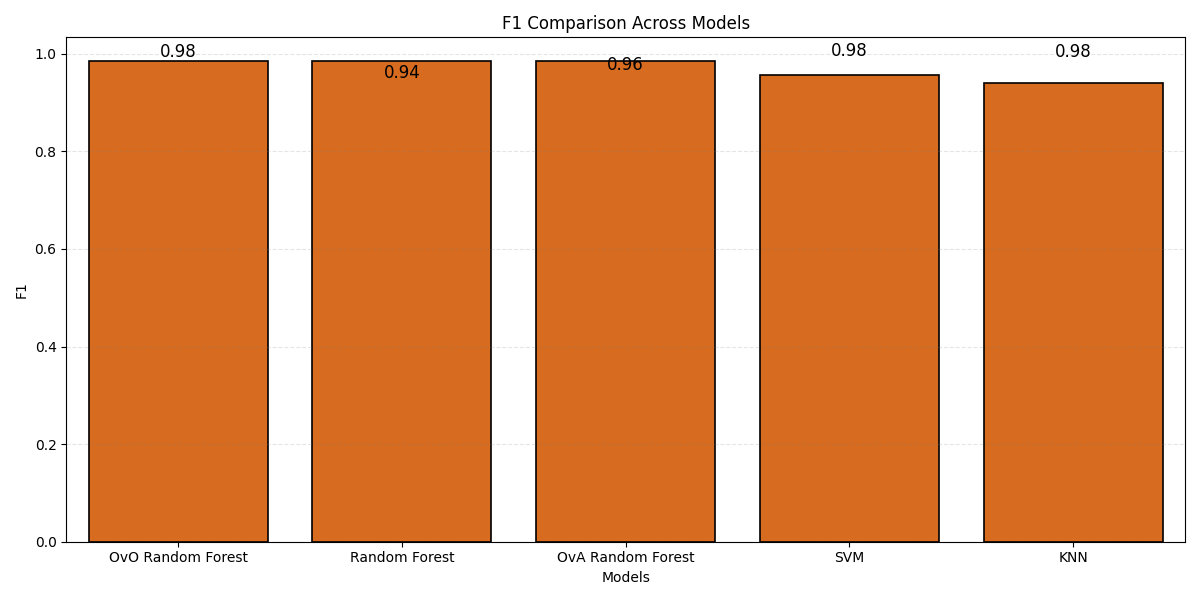 F1 Comparison Across Models
0.98
0.94
0.96
0.98
0.98
1.0
0.8
0.6
0.4
0.2
0.0
F1
OvO Random Forest
Random Forest
OvA Random Forest
SVM
KNN
Models